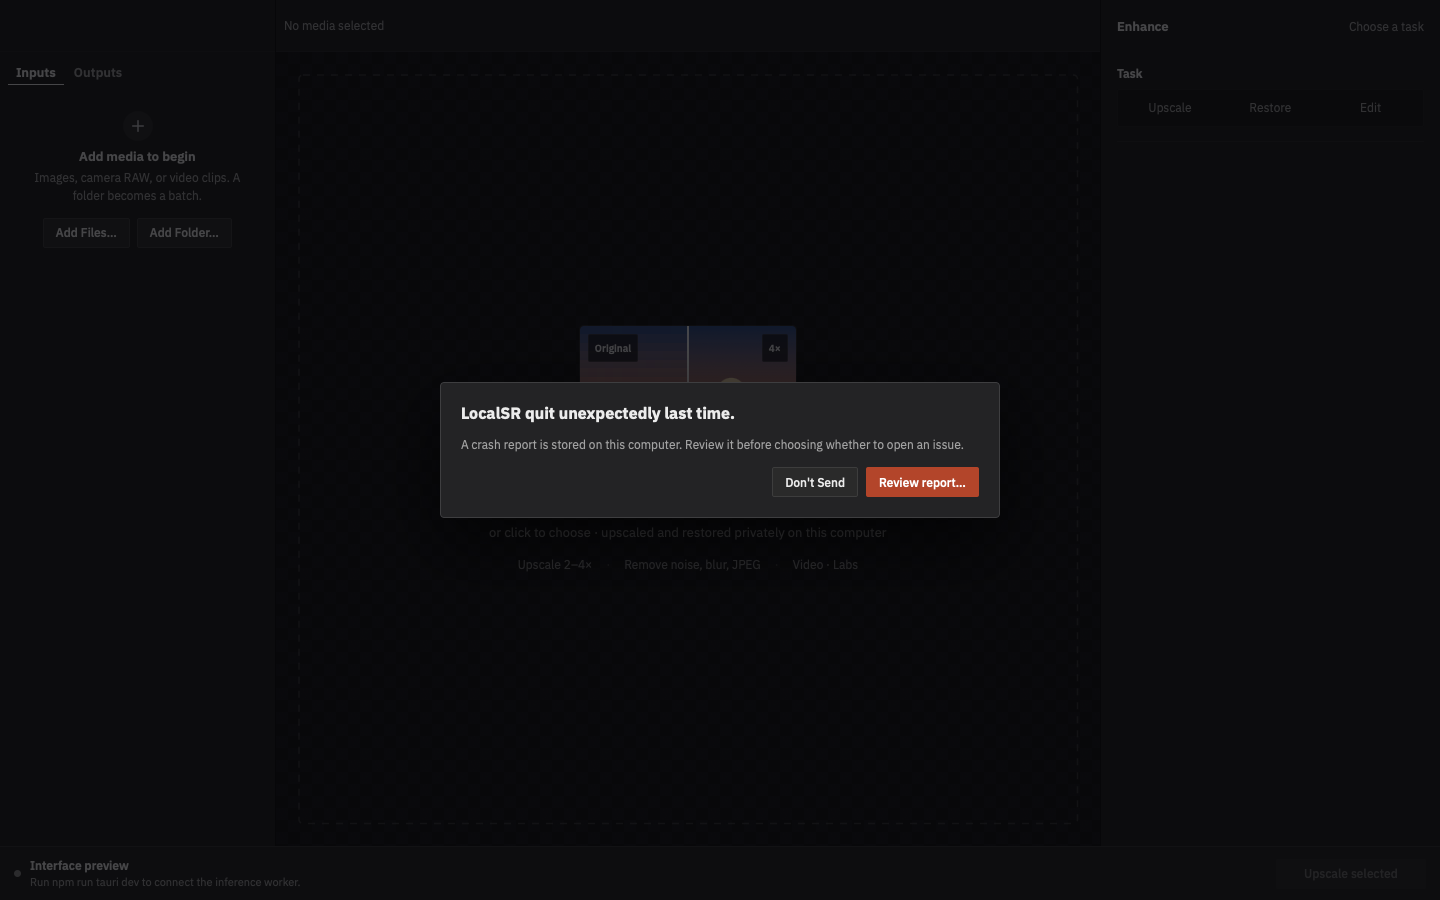 No media selected
Enhance
Choose a task
Inputs
Outputs
Task
Upscale
Restore
Edit
Add media to begin
Images, camera RAW, or video clips. A
folder becomes a batch.
Add Files...
Add Folder...
Original
4×
LocalSR quit unexpectedly last time.
A crash report is stored on this computer. Review it before choosing whether to open an issue.
Don't Send
Review report...
or click to choose · upscaled and restored privately on this computer
Upscale 2–4×
Remove noise, blur, JPEG
Video · Labs
Interface preview
Run npm run tauri dev to connect the inference worker.
Upscale selected